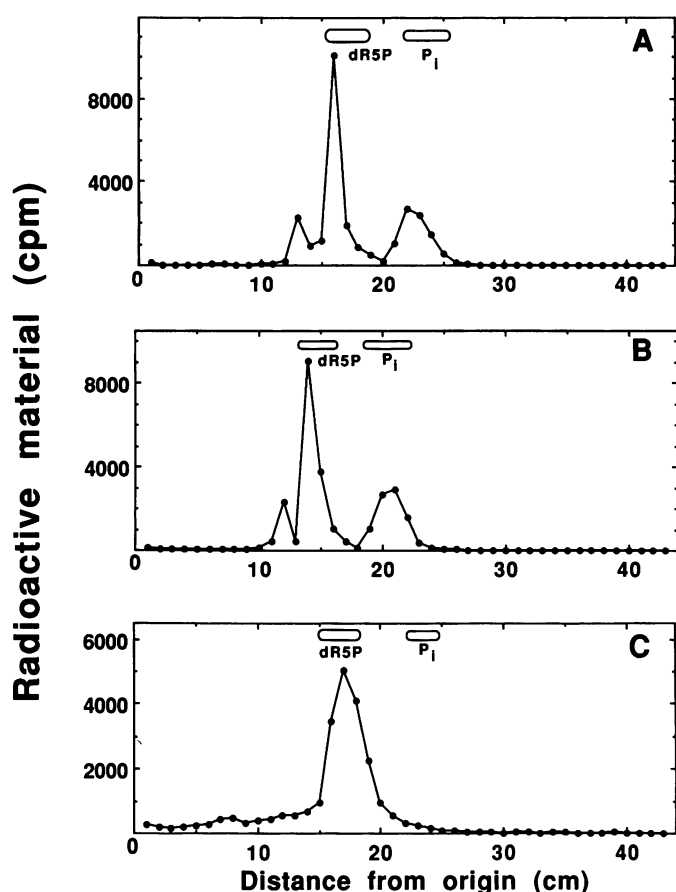 A
dR5P Pi
8000
4000
0 10 20 30 40
B
dR5P Pi
8000
4000
0 10 20 30 40
C
dR5P Pi
6000
4000
2000
0 10 20 30 40
Radioactive material (cpm)
Distance from origin (cm)